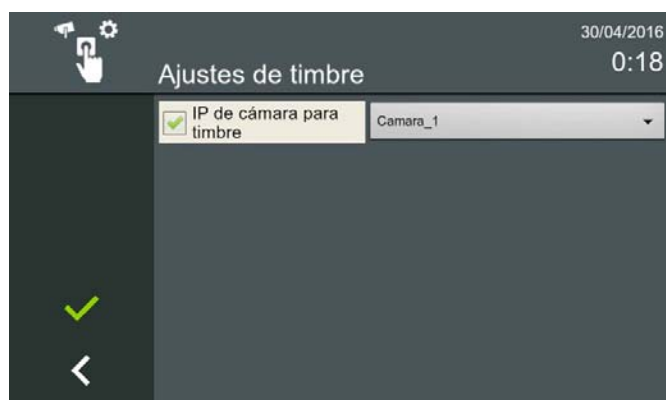 30/04/2016
Ajustes de timbre
0:18
IP de cámara para
timbre
Camara_1